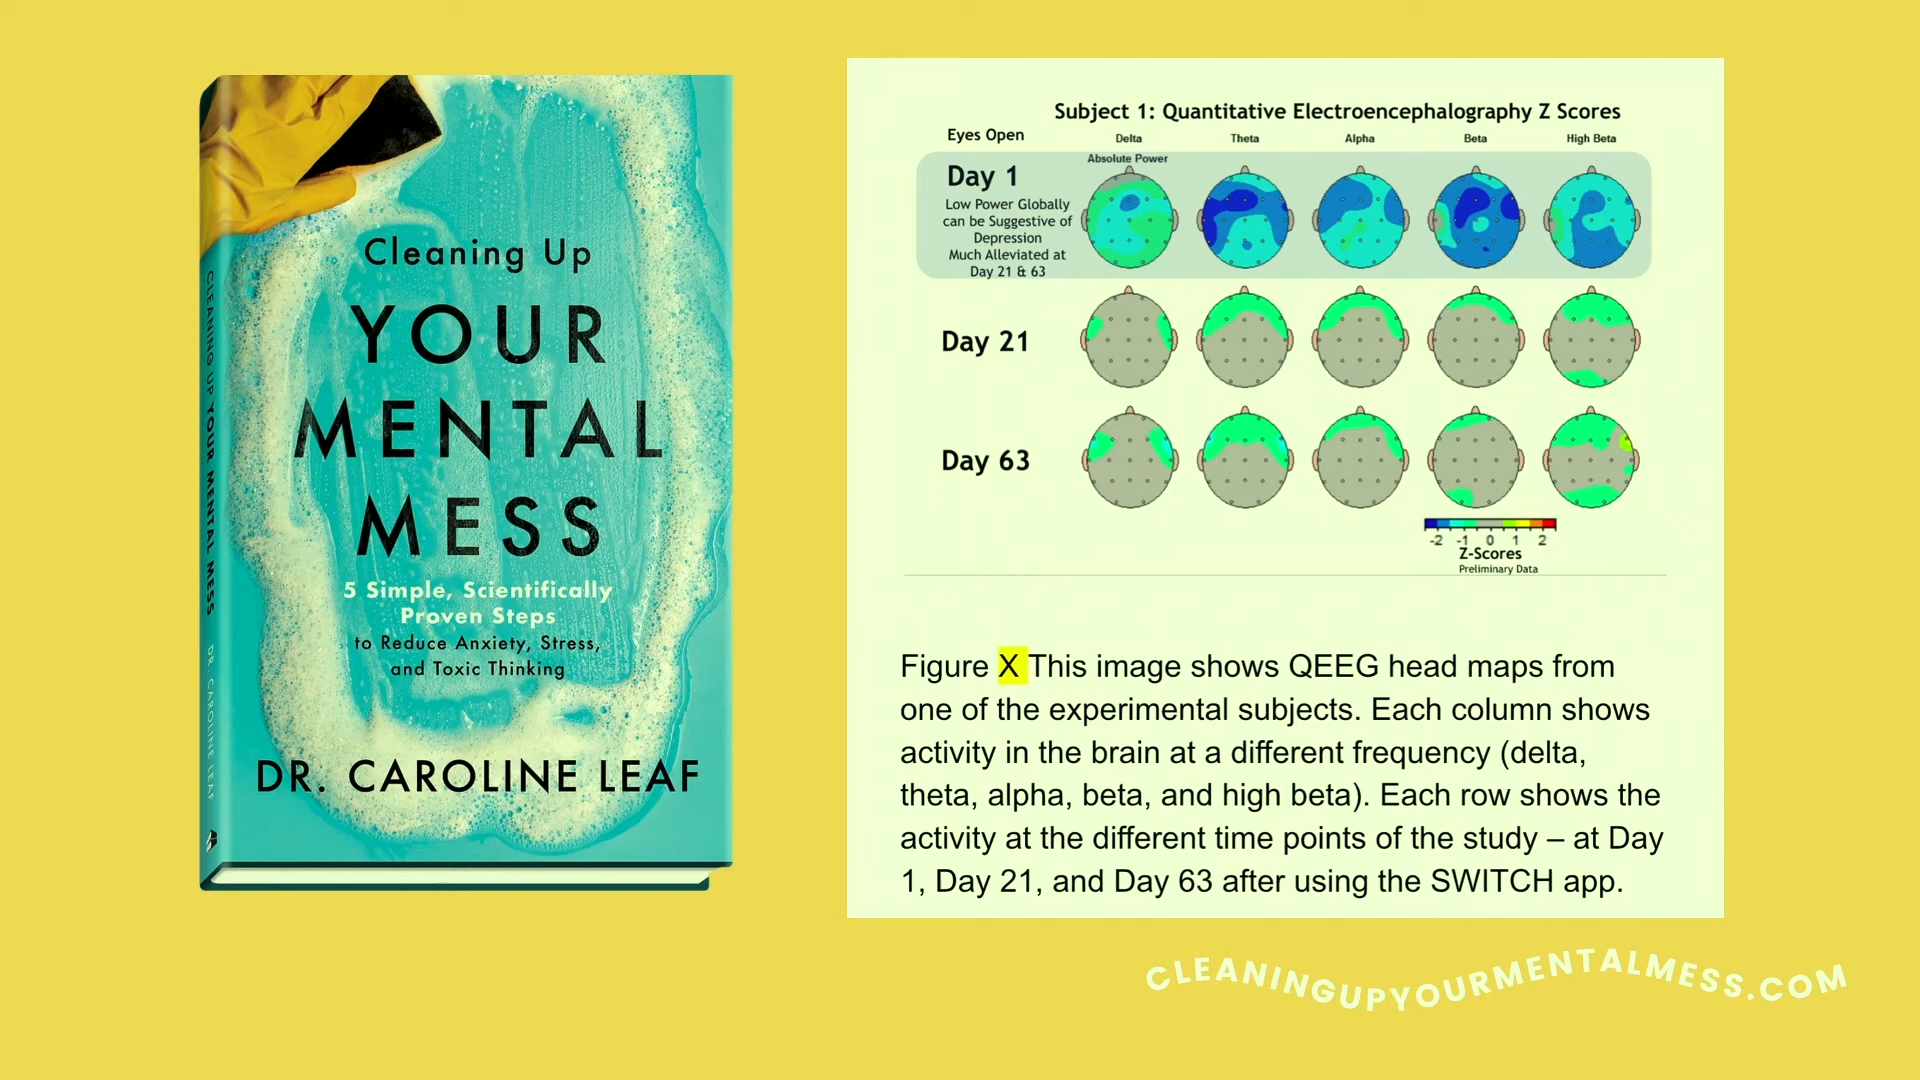 Cleaning Up
YOUR
MENTAL
MESS
5 Simple, Scientifically
Proven Steps
to Reduce Anxiety, Stress,
and Toxic Thinking
DR. CAROLINE LEAF
CLEANING UP YOUR MENTAL MESS DR. CAROLINE LEAF
Subject 1: Quantitative Electroencephalography Z Scores
Eyes Open
Delta Theta Alpha Beta High Beta
Absolute Power
Day 1
Low Power Globally
can be Suggestive of
Depression
Much Alleviated at
Day 21 & 63
Day 21
Day 63
-2 -1 0 1 2
Z-Scores
Preliminary Data
Figure X This image shows QEEG head maps from
one of the experimental subjects. Each column shows
activity in the brain at a different frequency (delta,
theta, alpha, beta, and high beta). Each row shows the
activity at the different time points of the study – at Day
1, Day 21, and Day 63 after using the SWITCH app.
CLEANINGUPYOURMENTALMESS.COM